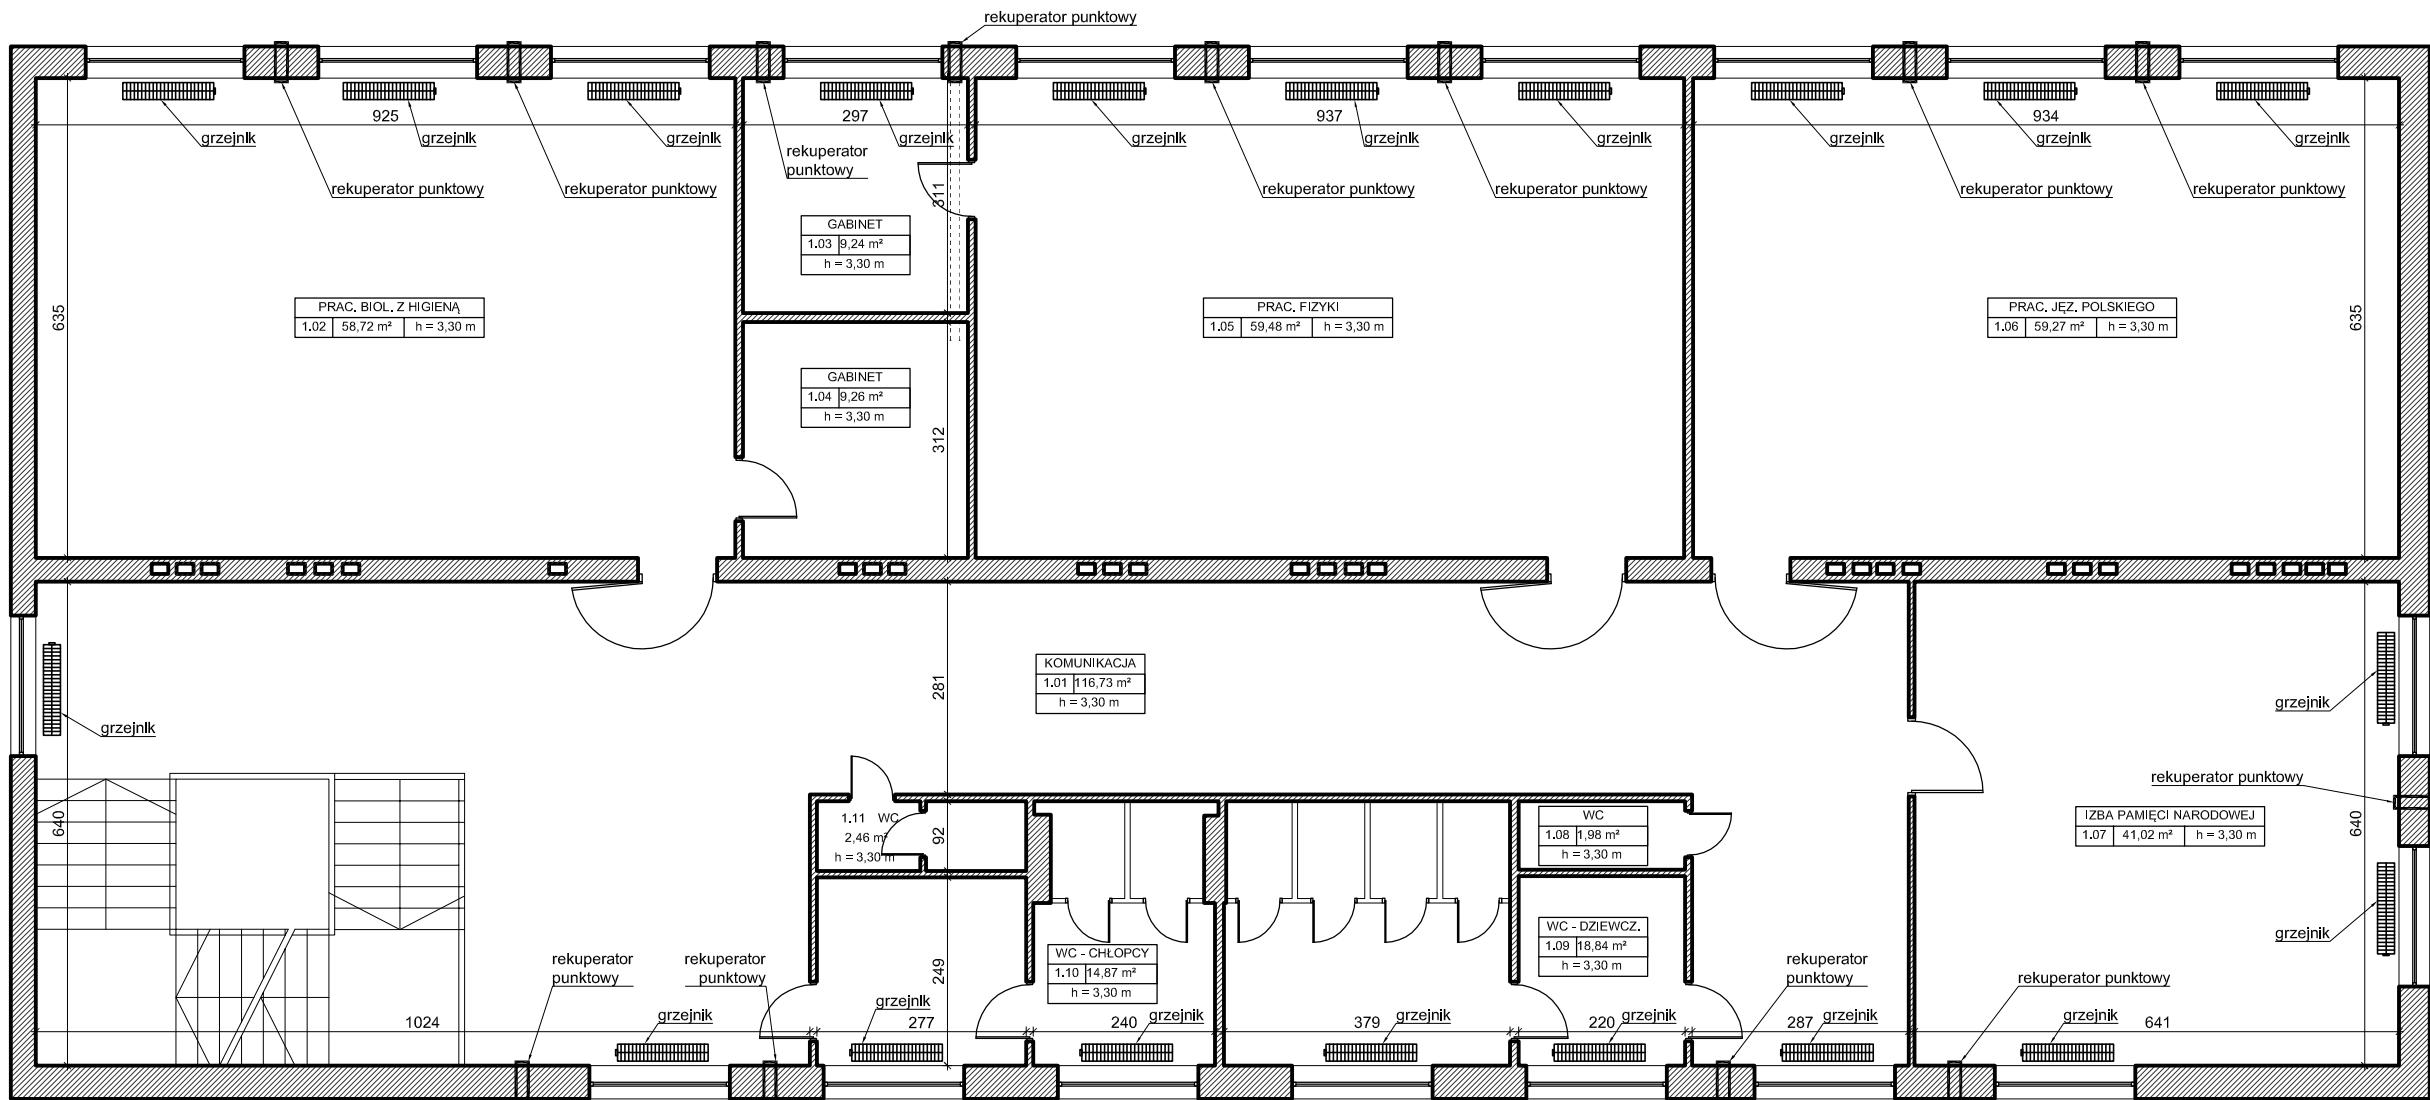 rekuperator punktowy
925
297
937
934
grzejnik
grzejnik
grzejnik
grzejnik
grzejnik
grzejnik
grzejnik
grzejnik
grzejnik
grzejnik
rekuperator
punktowy
rekuperator punktowy
rekuperator punktowy
311
rekuperator punktowy
rekuperator punktowy
rekuperator punktowy
rekuperator punktowy
GABINET
1.03 9,24 m²
h = 3,30 m
635
PRAC. BIOL. Z HIGIENĄ
1.02 58,72 m² h = 3,30 m
PRAC. FIZYKI
1.05 59,48 m² h = 3,30 m
PRAC. JĘZ. POLSKIEGO
1.06 59,27 m² h = 3,30 m
635
GABINET
1.04 9,26 m²
h = 3,30 m
312
KOMUNIKACJA
1.01 116,73 m²
h = 3,30 m
281
grzejnik
grzejnik
rekuperator punktowy
640
1.11 WC
2,46 m²
h = 3,30 m
92
WC
1.08 1,98 m²
h = 3,30 m
IZBA PAMIĘCI NARODOWEJ
1.07 41,02 m² h = 3,30 m
640
grzejnik
WC - CHŁOPCY
1.10 14,87 m²
h = 3,30 m
WC - DZIEWCZ.
1.09 18,84 m²
h = 3,30 m
249
rekuperator
punktowy
rekuperator
punktowy
rekuperator
punktowy
rekuperator punktowy
grzejnik
grzejnik
grzejnik
grzejnik
grzejnik
grzejnik
grzejnik
1024
277
240
379
220
287
641